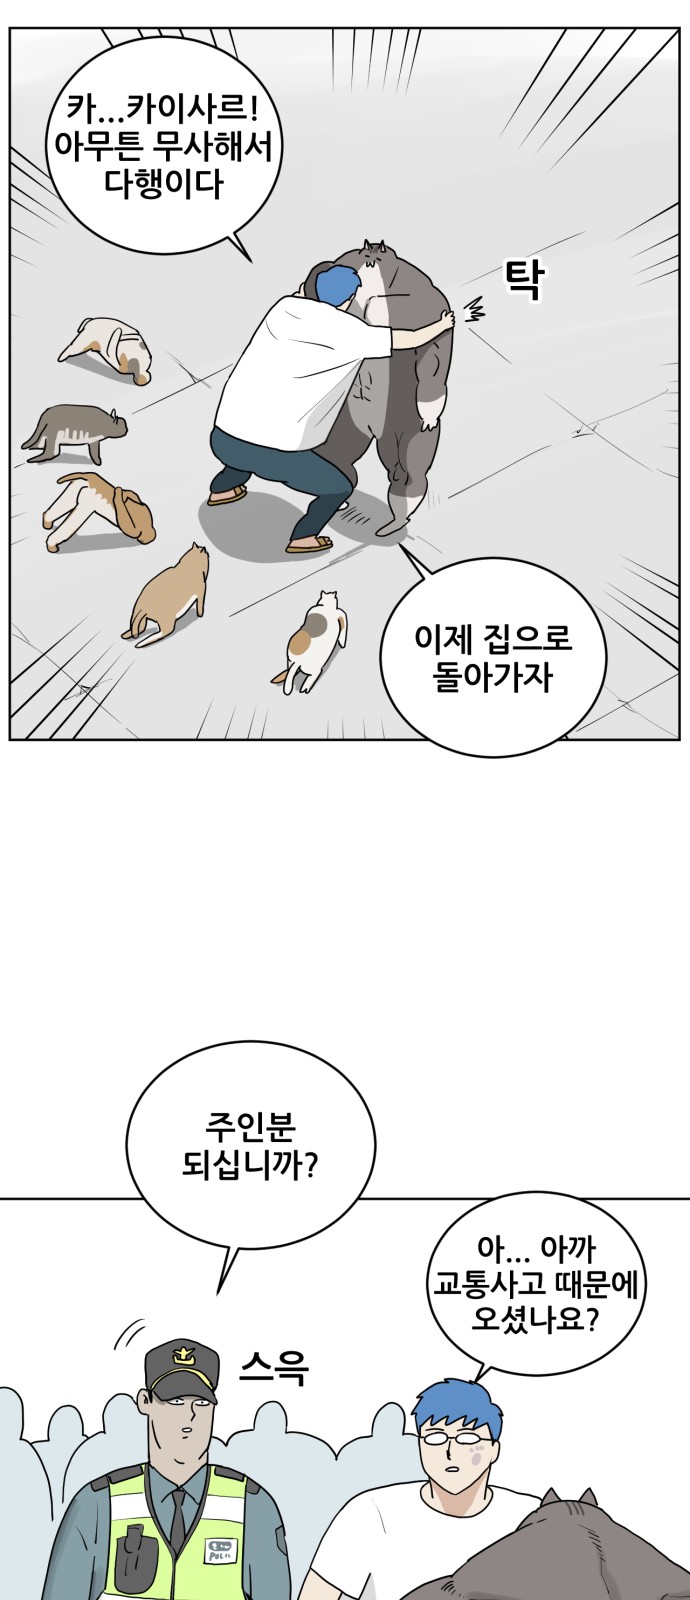 카...카이사르!
아무튼 무사해서
다행이다
탁
이제 집으로
돌아가자
주인분
되십니까?
아... 아까
교통사고 때문에
오셨나요?
스윽